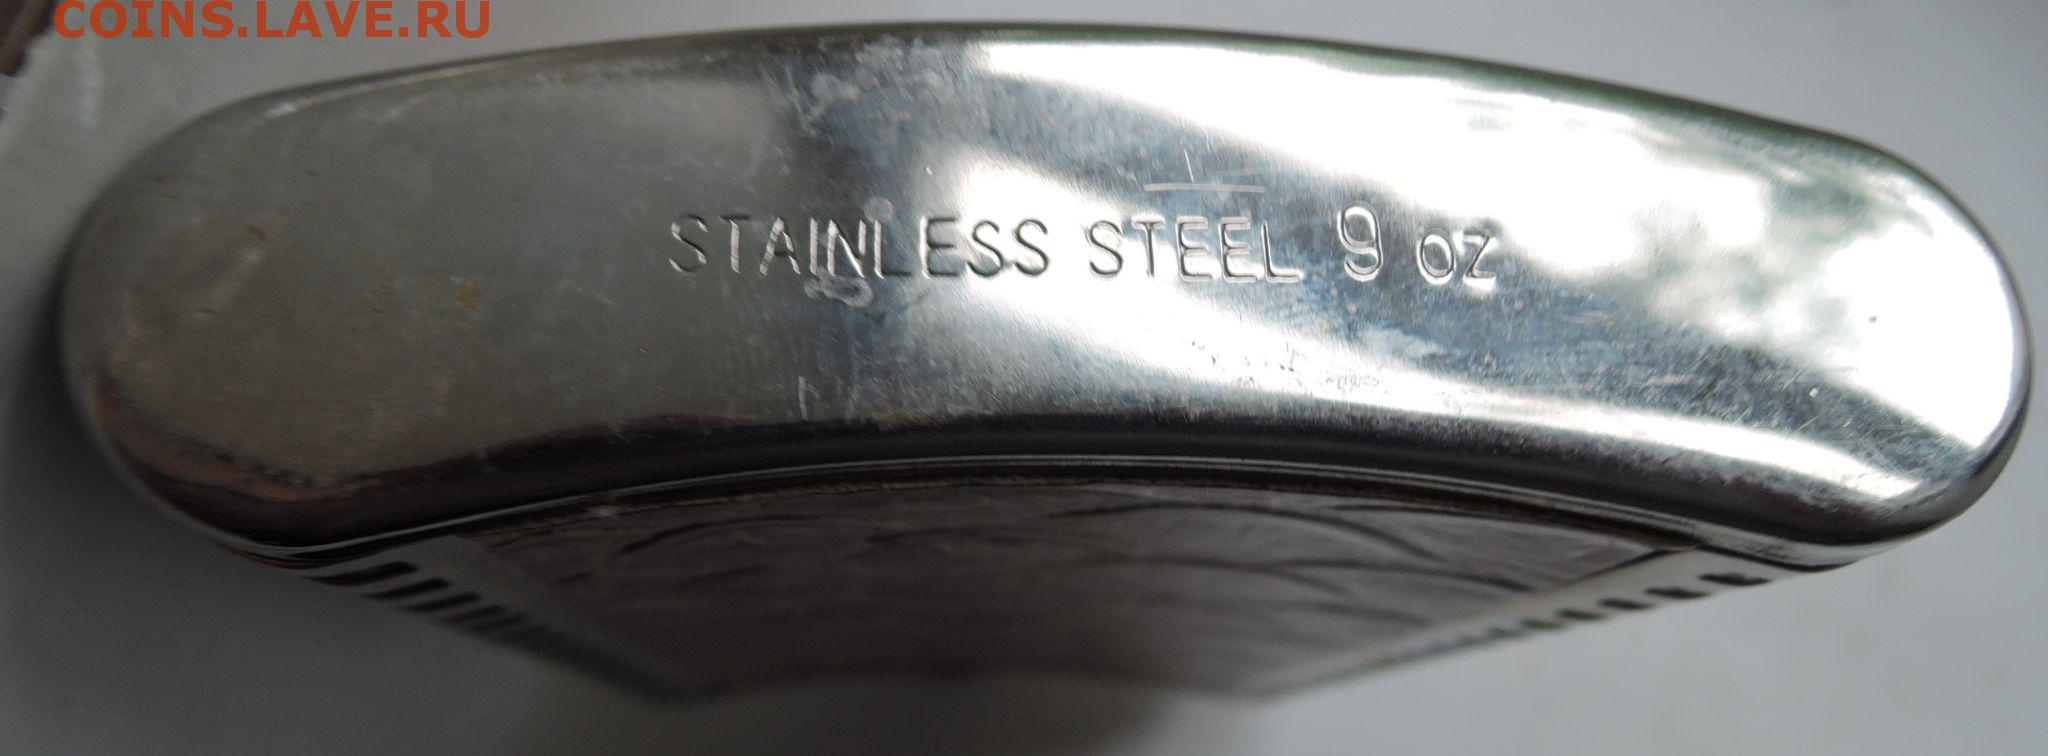 COINS.LAVE.RU
STAINLESS STEEL 9 OZ